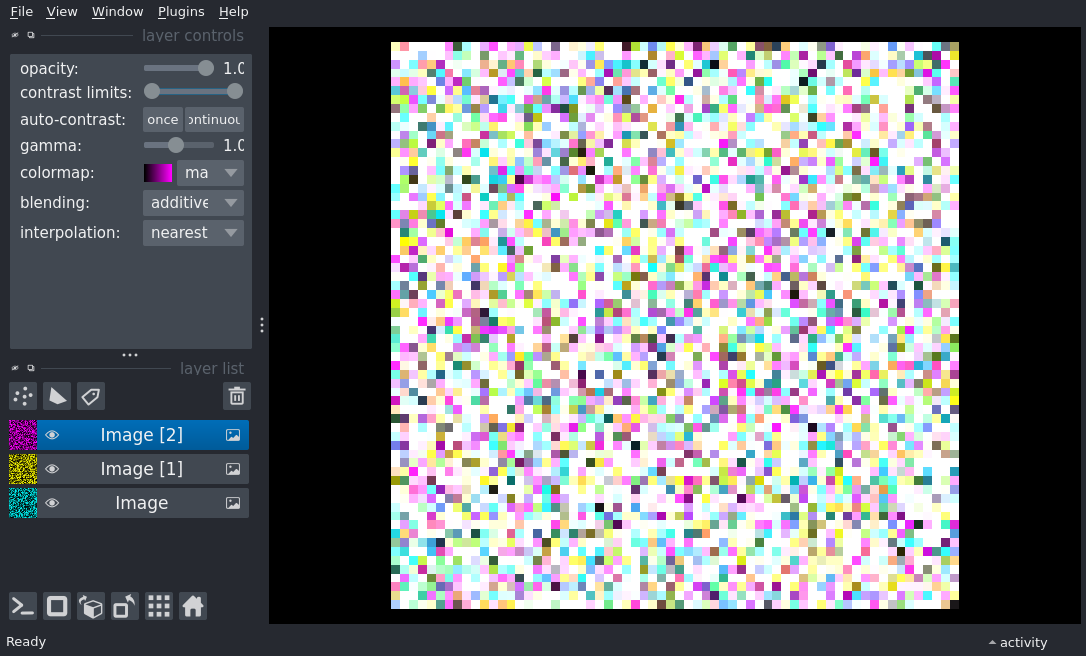 File View Window Plugins Help
layer controls
opacity: 1.0
contrast limits:
auto-contrast: once ontinuou
gamma: 1.0
colormap: ma
blending: additive
interpolation: nearest
layer list
Image [2]
Image [1]
Image
Ready
activity